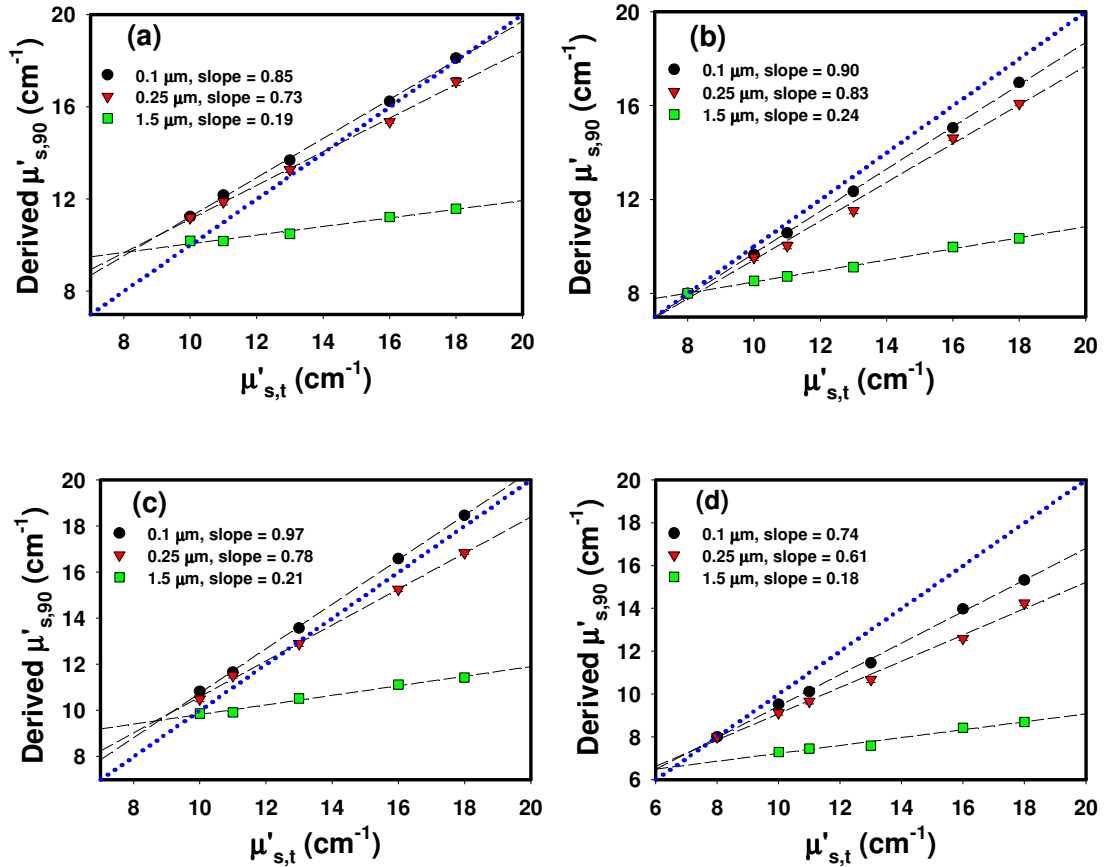 (a)
0.1 μm, slope = 0.85
0.25 μm, slope = 0.73
1.5 μm, slope = 0.19
Derived μ's,90 (cm-1)
20
16
12
8
8 10 12 14 16 18 20
μ's,t (cm-1)
(b)
0.1 μm, slope = 0.90
0.25 μm, slope = 0.83
1.5 μm, slope = 0.24
Derived μ's,90 (cm-1)
20
18
16
14
12
10
8
8 10 12 14 16 18 20
μ's,t (cm-1)
(c)
0.1 μm, slope = 0.97
0.25 μm, slope = 0.78
1.5 μm, slope = 0.21
Derived μ's,90 (cm-1)
20
18
16
14
12
10
8
8 10 12 14 16 18 20
μ's,t (cm-1)
(d)
0.1 μm, slope = 0.74
0.25 μm, slope = 0.61
1.5 μm, slope = 0.18
Derived μ's,90 (cm-1)
20
18
16
14
12
10
8
6
6 8 10 12 14 16 18 20
μ's,t (cm-1)